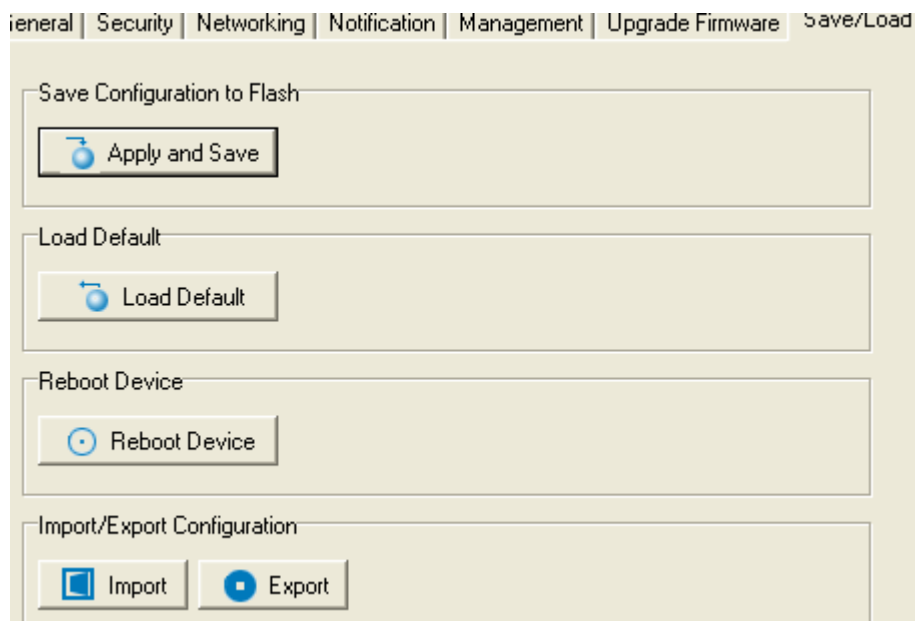 General Security Networking Notification Management Upgrade Firmware Save/Load
Save Configuration to Flash
Apply and Save
Load Default
Load Default
Reboot Device
Reboot Device
Import/Export Configuration
Import Export